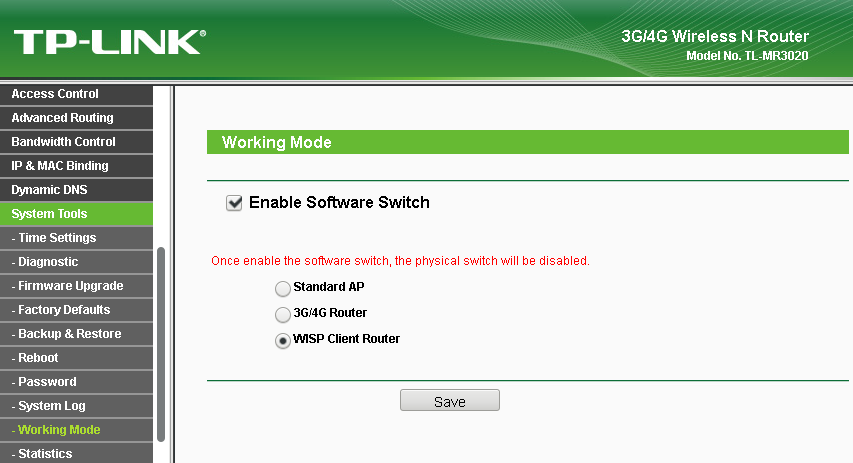 TP-LINK®
3G/4G Wireless N Router
Model No. TL-MR3020
Access Control
Advanced Routing
Bandwidth Control
IP & MAC Binding
Dynamic DNS
System Tools
- Time Settings
- Diagnostic
- Firmware Upgrade
- Factory Defaults
- Backup & Restore
- Reboot
- Password
- System Log
- Working Mode
- Statistics
Working Mode
Enable Software Switch
Once enable the software switch, the physical switch will be disabled.
Standard AP
3G/4G Router
WISP Client Router
Save